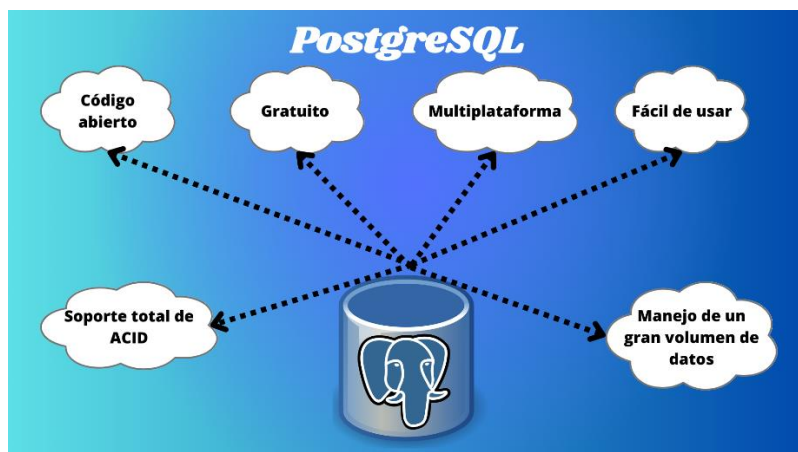 PostgreSQL
Código
abierto
Gratuito
Multiplataforma
Fácil de usar
Soporte total de
ACID
Manejo de un
gran volumen de
datos